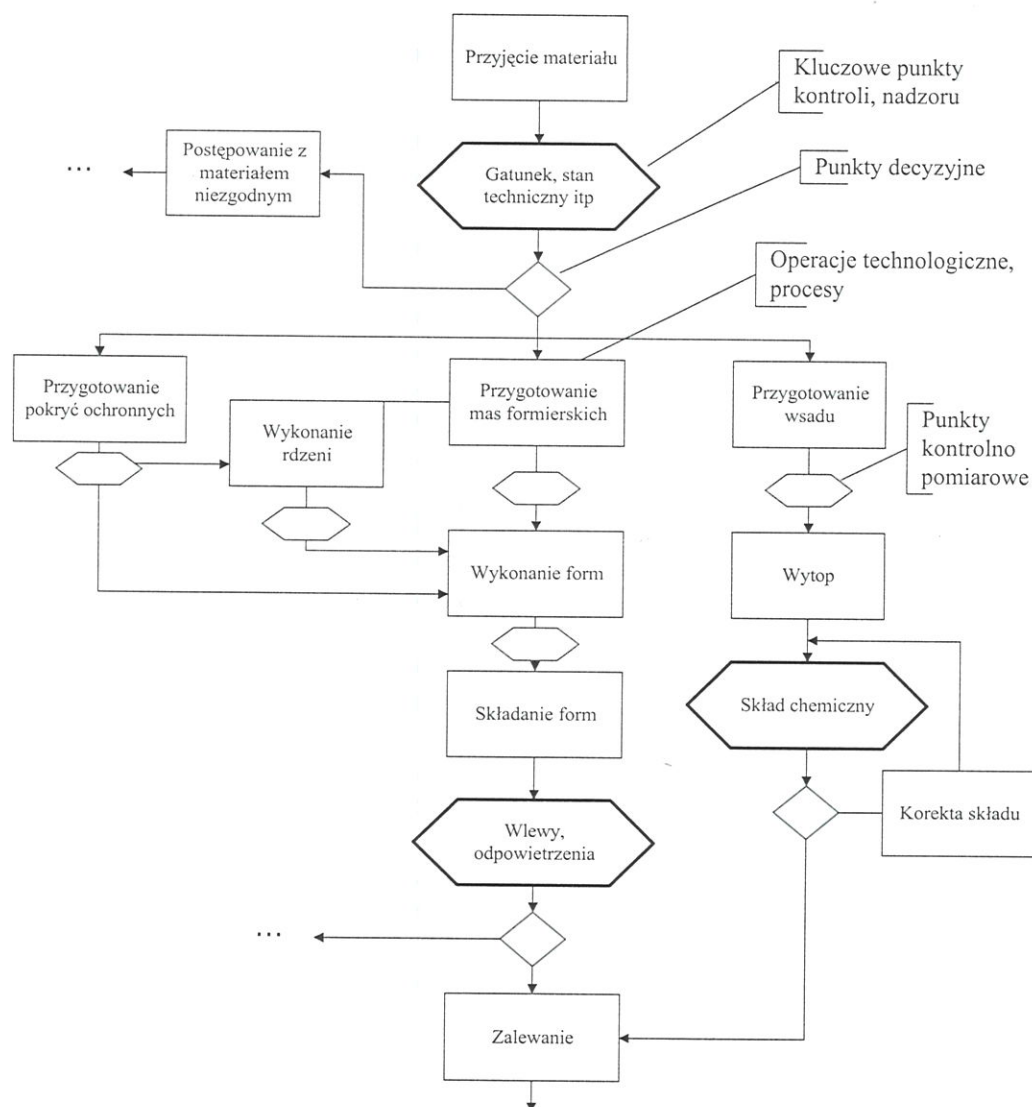 Przyjęcie materiału
Kluczowe punkty
kontroli, nadzoru
...
Postępowanie z
materiałem
niezgodnym
Gatunek, stan
techniczny itp
Punkty decyzyjne
Operacje technologiczne,
procesy
Przygotowanie
pokryć ochronnych
Wykonanie
rdzeni
Przygotowanie
mas formierskich
Przygotowanie
wsadu
Punkty
kontrolno
pomiarowe
Wykonanie form
Wytop
Składanie form
Skład chemiczny
Korekta składu
Wlewy,
odpowietrzenia
...
Zalewanie